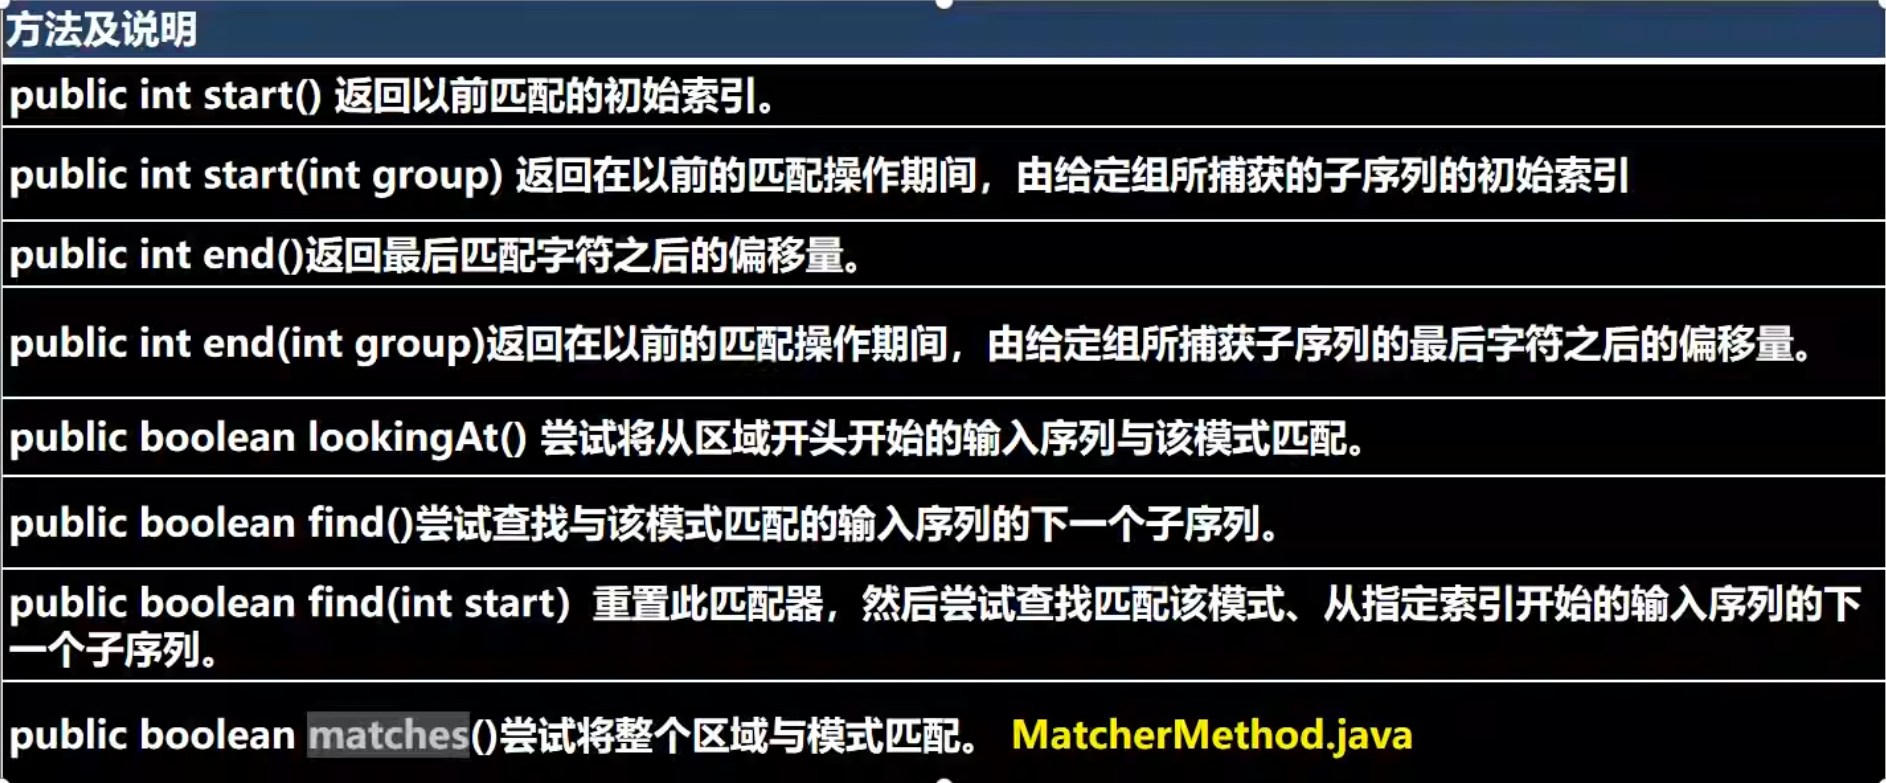 方法及说明
public int start() 返回以前匹配的初始索引。
public int start(int group) 返回在以前的匹配操作期间，由给定组所捕获的子序列的初始索引
public int end()返回最后匹配字符之后的偏移量。
public int end(int group)返回在以前的匹配操作期间，由给定组所捕获子序列的最后字符之后的偏移量。
public boolean lookingAt() 尝试将从区域开头开始的输入序列与该模式匹配。
public boolean find()尝试查找与该模式匹配的输入序列的下一个子序列。
public boolean find(int start）重置此匹配器，然后尝试查找匹配该模式、从指定索引开始的输入序列的下
一个子序列。
public boolean matches()尝试将整个区域与模式匹配。 MatcherMethod.java